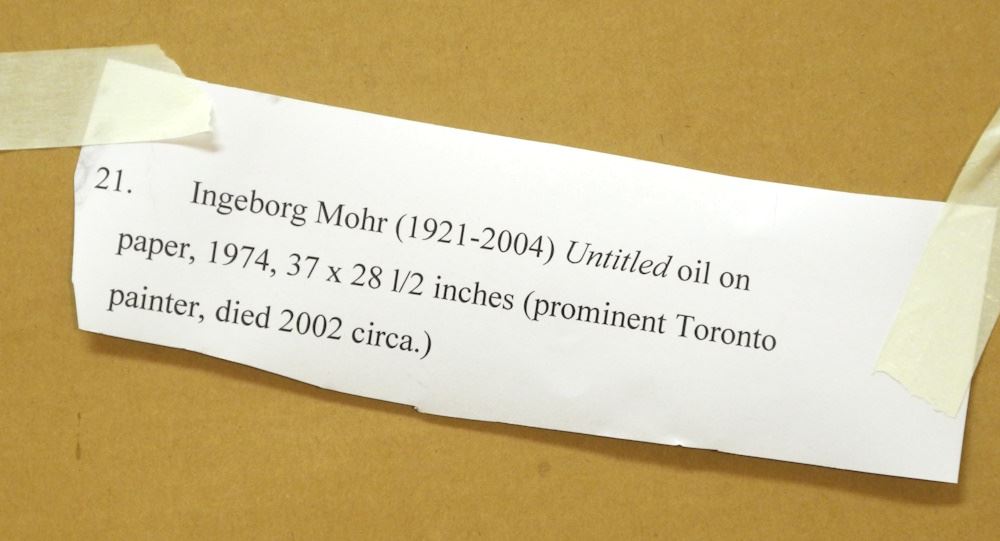 21. Ingeborg Mohr (1921-2004) Untitled oil on
paper, 1974, 37 x 28 l/2 inches (prominent Toronto
painter, died 2002 circa.)